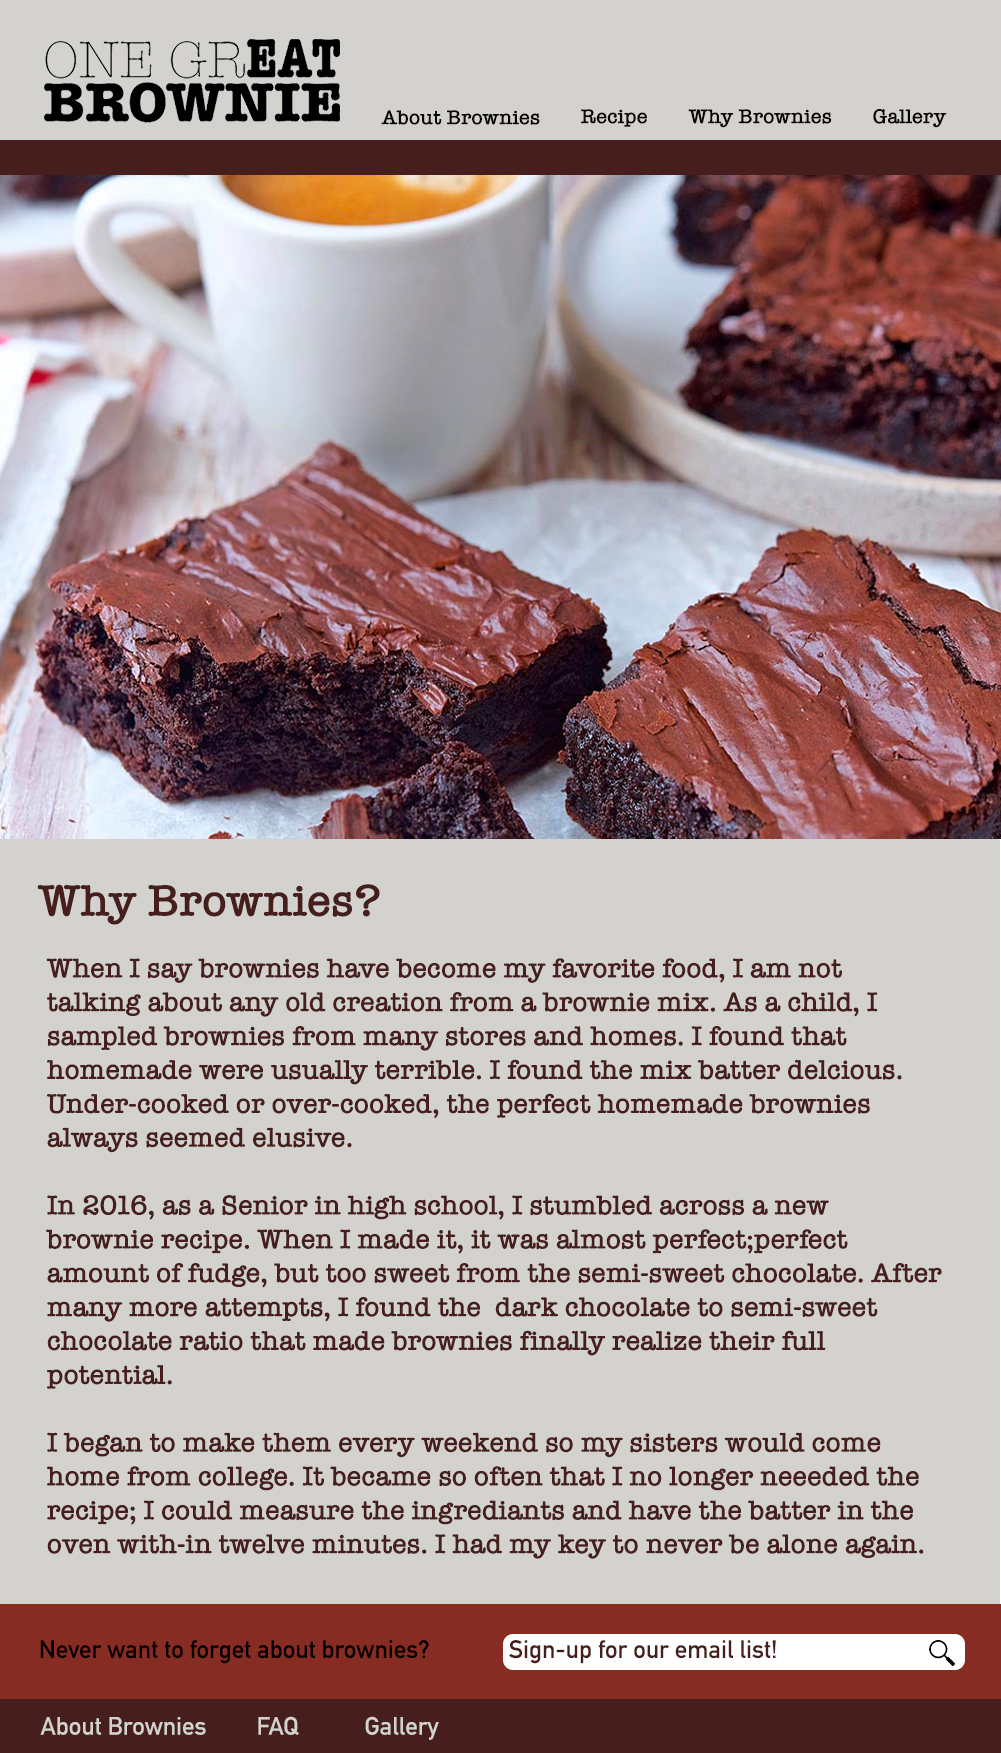 ONE GREAT
BROWNIE
About Brownies Recipe Why Brownies Gallery
Why Brownies?
When I say brownies have become my favorite food, I am not
talking about any old creation from a brownie mix. As a child, I
sampled brownies from many stores and homes. I found that
homemade were usually terrible. I found the mix batter delcious.
Under-cooked or over-cooked, the perfect homemade brownies
always seemed elusive.
In 2016, as a Senior in high school, I stumbled across a new
brownie recipe. When I made it, it was almost perfect;perfect
amount of fudge, but too sweet from the semi-sweet chocolate. After
many more attempts, I found the  dark chocolate to semi-sweet
chocolate ratio that made brownies finally realize their full
potential.
I began to make them every weekend so my sisters would come
home from college. It became so often that I no longer neeeded the
recipe; I could measure the ingrediants and have the batter in the
oven with-in twelve minutes. I had my key to never be alone again.
Never want to forget about brownies? Sign-up for our email list!
About Brownies FAQ Gallery